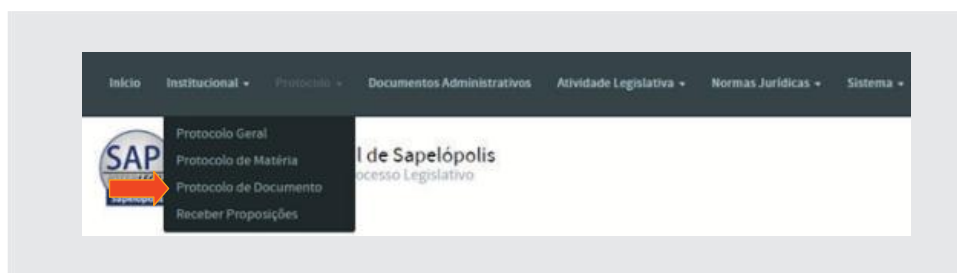 Início Institucional Protocolo Documentos Administrativos Atividade Legislativa Normas Jurídicas Sistema
Protocolo Geral
SAP
l de Sapelópolis
Protocolo de Matéria
ocesso Legislativo
Protocolo de Documento
Receber Proposições